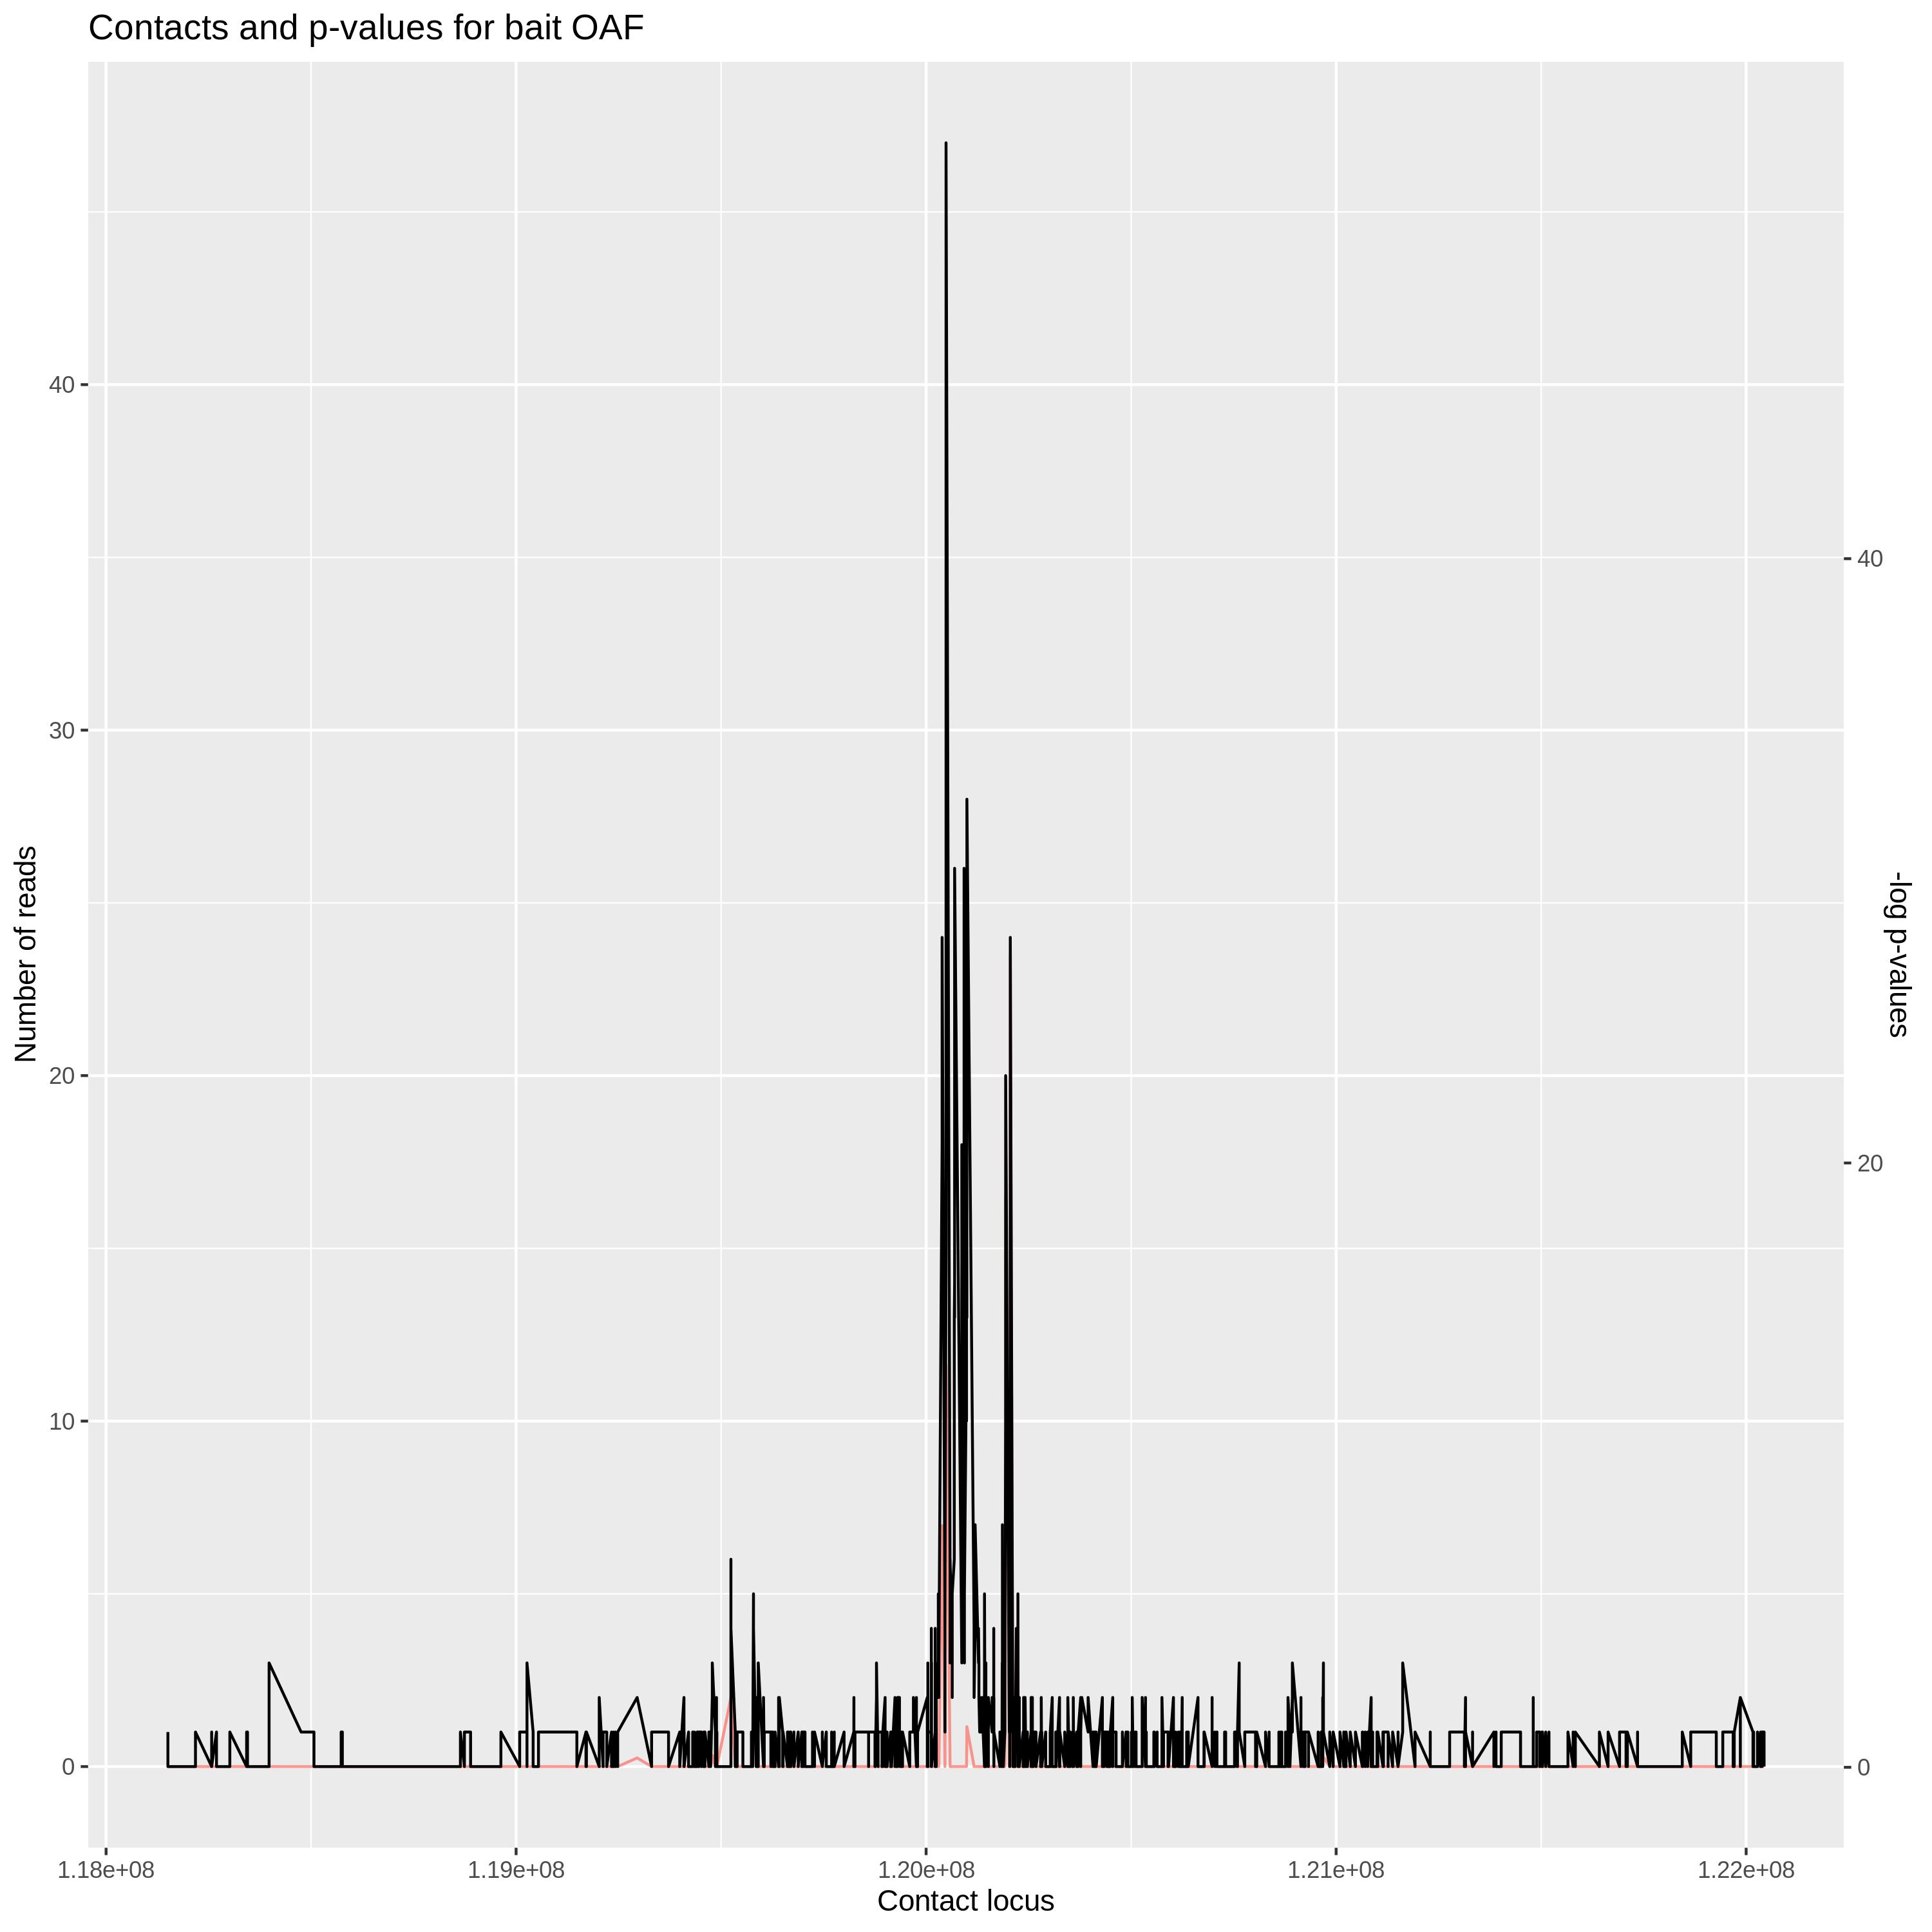 Contacts and p-values for bait OAF
40
30
20
10
0
Number of reads
40
20
0
-log p-values
1.18e+08 1.19e+08 1.20e+08 1.21e+08 1.22e+08
Contact locus